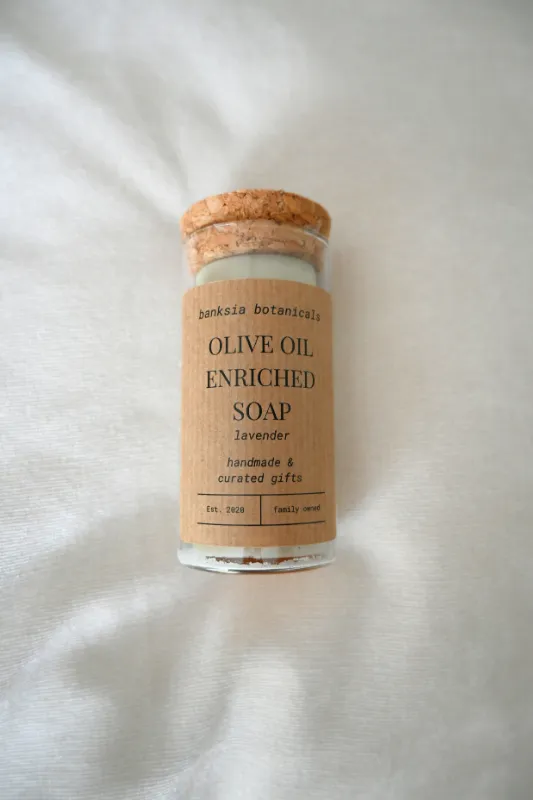 banksia botanicals
OLIVE OIL
ENRICHED
SOAP
lavender
handmade &
curated gifts
Est. 2020
family owned